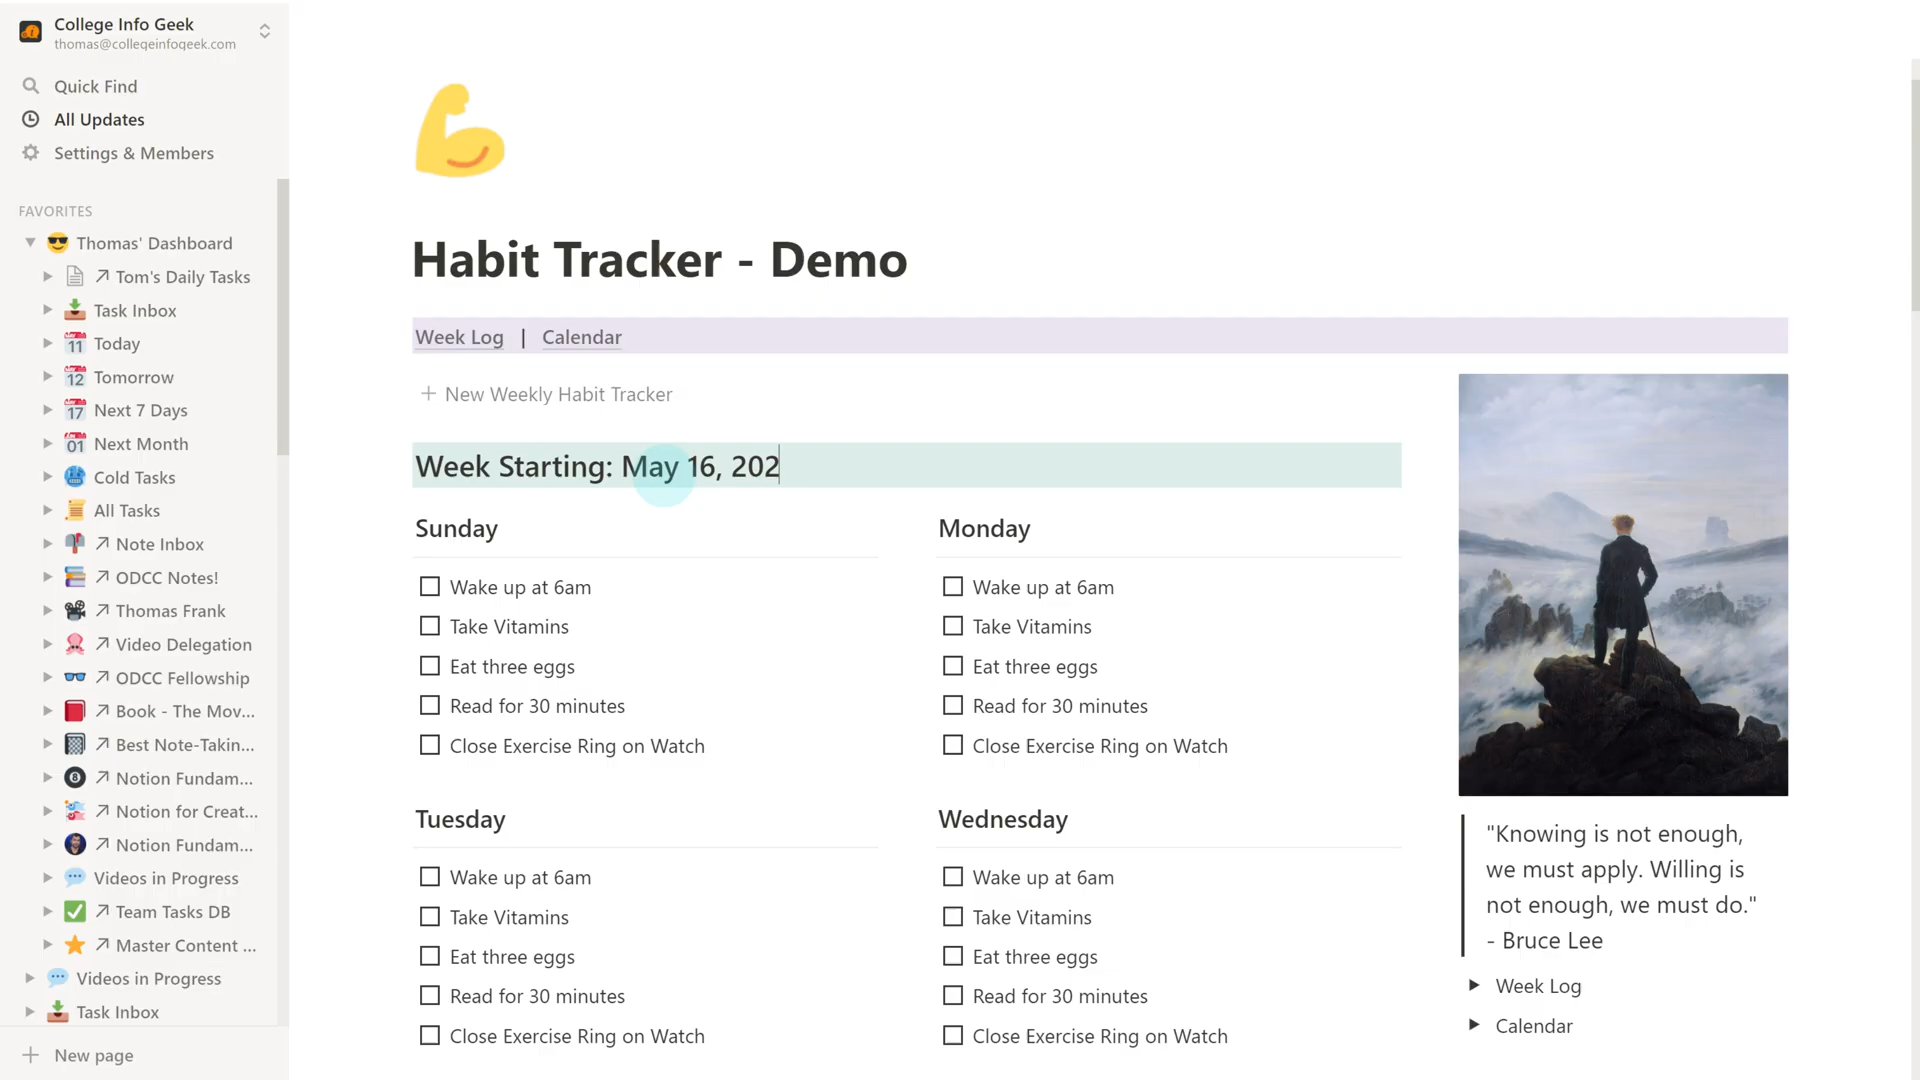 College Info Geek
thomas@collegeinfogeek.com
Quick Find
All Updates
Settings & Members
FAVORITES
Thomas' Dashboard
Tom's Daily Tasks
Task Inbox
11 Today
12 Tomorrow
17 Next 7 Days
01 Next Month
Cold Tasks
All Tasks
Note Inbox
ODCC Notes!
Thomas Frank
Video Delegation
ODCC Fellowship
Book - The Mov...
Best Note-Takin...
Notion Fundam...
Notion for Creat...
Notion Fundam...
Videos in Progress
Team Tasks DB
Master Content ...
Videos in Progress
Task Inbox
New page
Habit Tracker - Demo
Week Log | Calendar
New Weekly Habit Tracker
Week Starting: May 16, 202
Sunday
Wake up at 6am
Take Vitamins
Eat three eggs
Read for 30 minutes
Close Exercise Ring on Watch
Monday
Wake up at 6am
Take Vitamins
Eat three eggs
Read for 30 minutes
Close Exercise Ring on Watch
Tuesday
Wake up at 6am
Take Vitamins
Eat three eggs
Read for 30 minutes
Close Exercise Ring on Watch
Wednesday
Wake up at 6am
Take Vitamins
Eat three eggs
Read for 30 minutes
Close Exercise Ring on Watch
"Knowing is not enough,
we must apply. Willing is
not enough, we must do."
- Bruce Lee
Week Log
Calendar